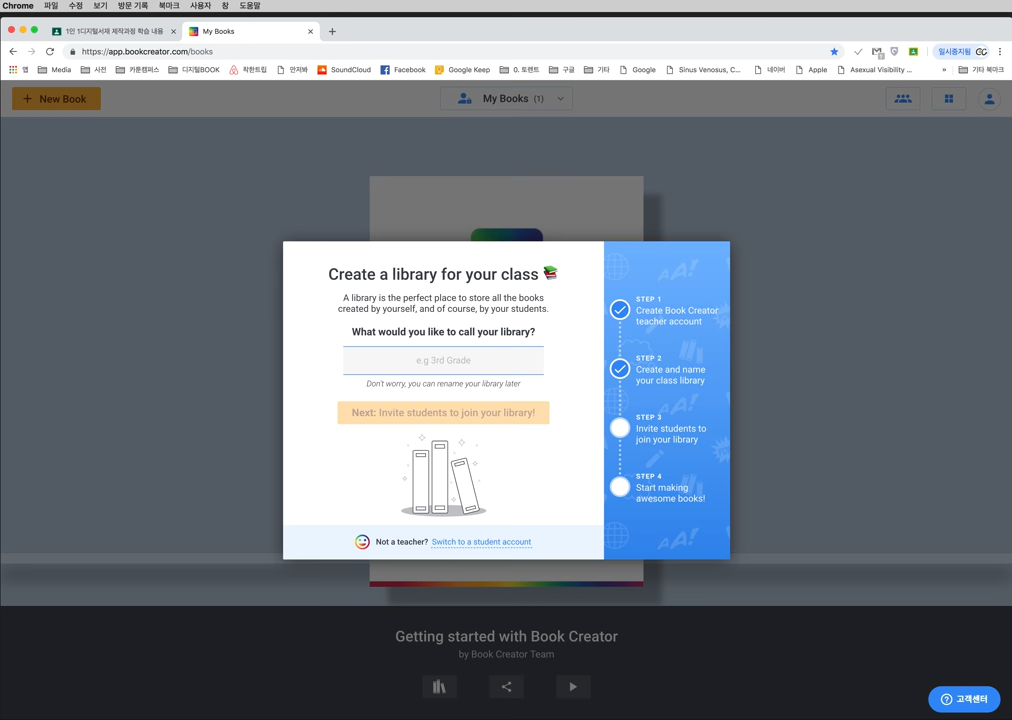 Chrome 파일 수정 보기 방문 기록 북마크 사용자 창 도움말
1인 1디지털서재 제작과정 학습 내용 My Books
https://app.bookcreator.com/books 일시중지됨
앱 Media 사전 카툰캠퍼스 디지털BOOK 착한트립 만저봐 SoundCloud Facebook Google Keep 0. 토렌트 구글 기타 Google Sinus Venosus, C... 네이버 Apple Asexual Visibility ... » 기타 북마크
+ New Book My Books (1)
Create a library for your class
A library is the perfect place to store all the books
created by yourself, and of course, by your students.
What would you like to call your library?
e.g 3rd Grade
Don't worry, you can rename your library later
Next: Invite students to join your library!
Not a teacher? Switch to a student account
STEP 1
Create Book Creator
teacher account
STEP 2
Create and name
your class library
STEP 3
Invite students to
join your library
STEP 4
Start making
awesome books!
AA!
AA!
AA!
Getting started with Book Creator
by Book Creator Team
고객센터